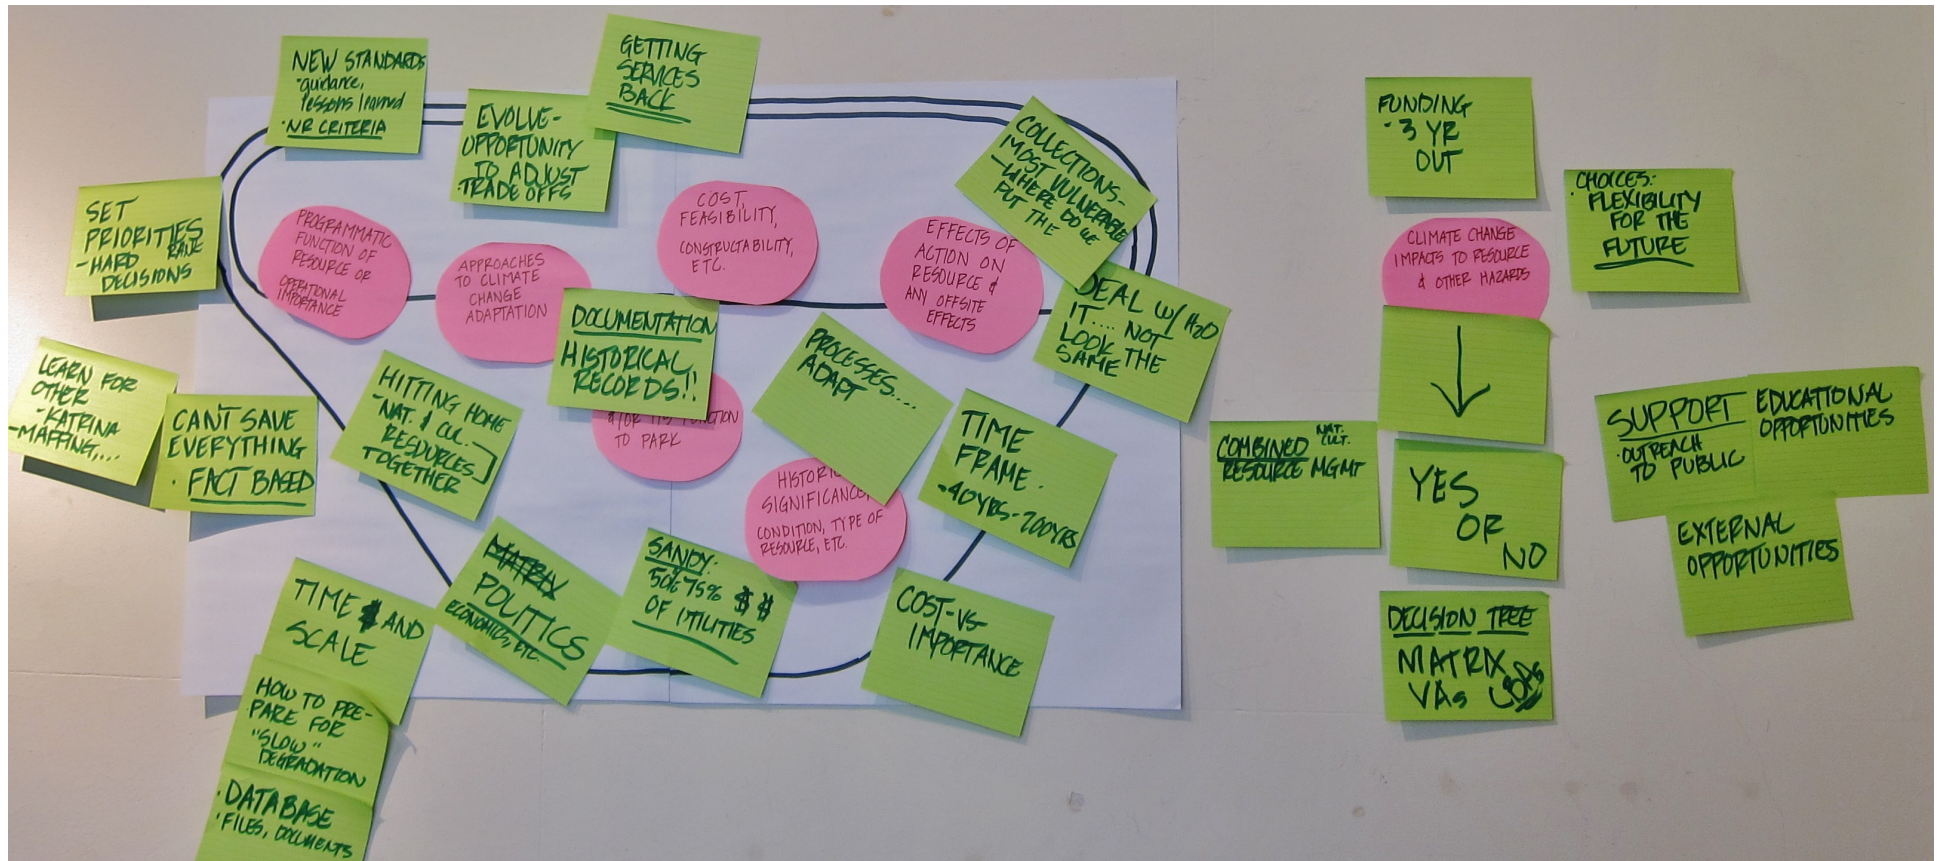 NEW STANDARDS
·guidance,
lessons learned
·NR CRITERIA
GETTING
SERVICES
BACK
EVOLVE-
OPPORTUNITY
TO ADJUST
·TRADE OFFS
COLLECTIONS-
MOST VULNERABLE
-WHERE DO WE
PUT THE
FUNDING
- 3 YR
OUT
CHOICES:
FLEXIBILITY
FOR THE
FUTURE
SET
PRIORITIES
RANK
-HARD
DECISIONS
PROGRAMMATIC
FUNCTION OF
RESOURCE OR
OPERATIONAL
IMPORTANCE
APPROACHES
TO CLIMATE
CHANGE
ADAPTATION
COST,
FEASIBILITY,
CONSTRUCTABILITY,
ETC.
EFFECTS OF
ACTION ON
RESOURCE &
ANY OFFSITE
EFFECTS
CLIMATE CHANGE
IMPACTS TO RESOURCE
& OTHER HAZARDS
DEAL W/ H2O
IT.... NOT
LOOK THE
SAME
DOCUMENTATION
HISTORICAL
RECORDS!!
PROCESSES....
ADAPT
LEARN FOR
OTHER
-KATRINA
-MAPPING,...
CAN'T SAVE
EVERYTHING
· FACT BASED
HITTING HOME
-NAT. & CUL.
RESOURCES
TOGETHER
&/OR ITS FUNCTION
TO PARK
TIME
FRAME -
-40YRS-200YRS
HISTORIC
SIGNIFICANCE,
CONDITION, TYPE OF
RESOURCE, ETC.
COMBINED NAT. CULT.
RESOURCE MGMT
YES
OR
NO
SUPPORT
·OUTREACH
TO PUBLIC
EDUCATIONAL
OPPORTUNITIES
EXTERNAL
OPPORTUNITIES
TIME AND
SCALE
MATRIX
POLITICS
ECONOMICS, ETC.
SANDY:
75% $ $
OF UTILITIES
COST-VS-
IMPORTANCE
DECISION TREE
MATRIX
VAs
HOW TO PRE-
PARE FOR
"SLOW"
DEGRADATION
·DATABASE
·FILES, DOCUMENTS